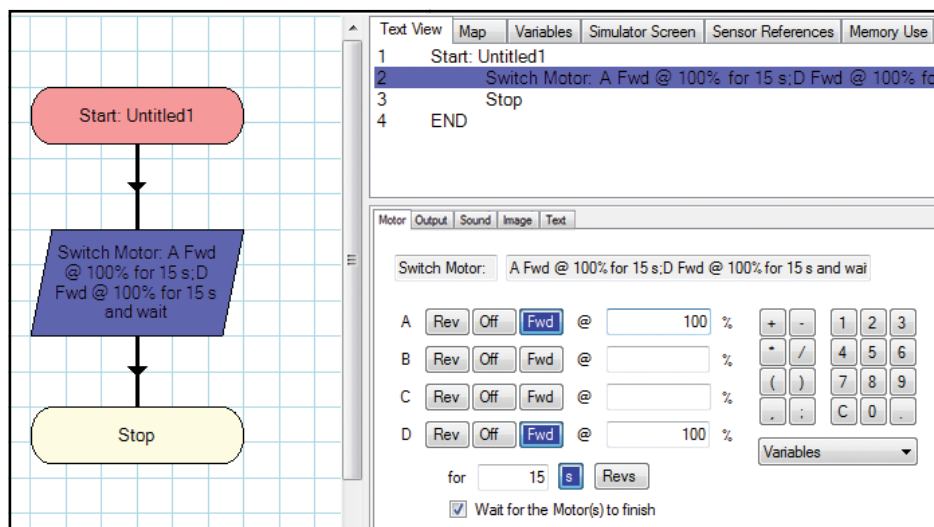 Start: Untitled1
Switch Motor: A Fwd
@ 100% for 15 s;D
Fwd @ 100% for 15 s
and wait
Stop
Text View Map Variables Simulator Screen Sensor References Memory Use
1 Start: Untitled1
2 Switch Motor: A Fwd @ 100% for 15 s;D Fwd @ 100% fo
3 Stop
4 END
Motor Output Sound Image Text
Switch Motor: A Fwd @ 100% for 15 s;D Fwd @ 100% for 15 s and wai
A Rev Off Fwd @ 100 % + - 1 2 3
B Rev Off Fwd @ % * / 4 5 6
C Rev Off Fwd @ % ( ) 7 8 9
, ; C 0 .
D Rev Off Fwd @ 100 %
Variables
for 15 s Revs
Wait for the Motor(s) to finish